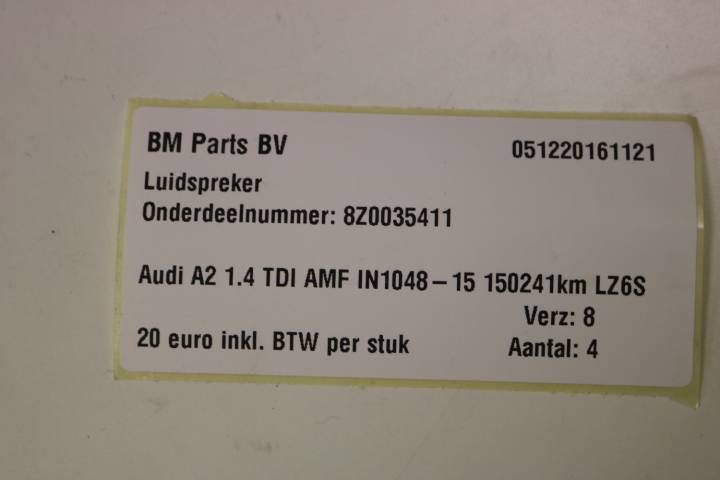 BM Parts BV 051220161121
Luidspreker
Onderdeelnummer: 8Z0035411
Audi A2 1.4 TDI AMF IN1048-15 150241km LZ6S
Verz: 8
20 euro inkl. BTW per stuk Aantal: 4